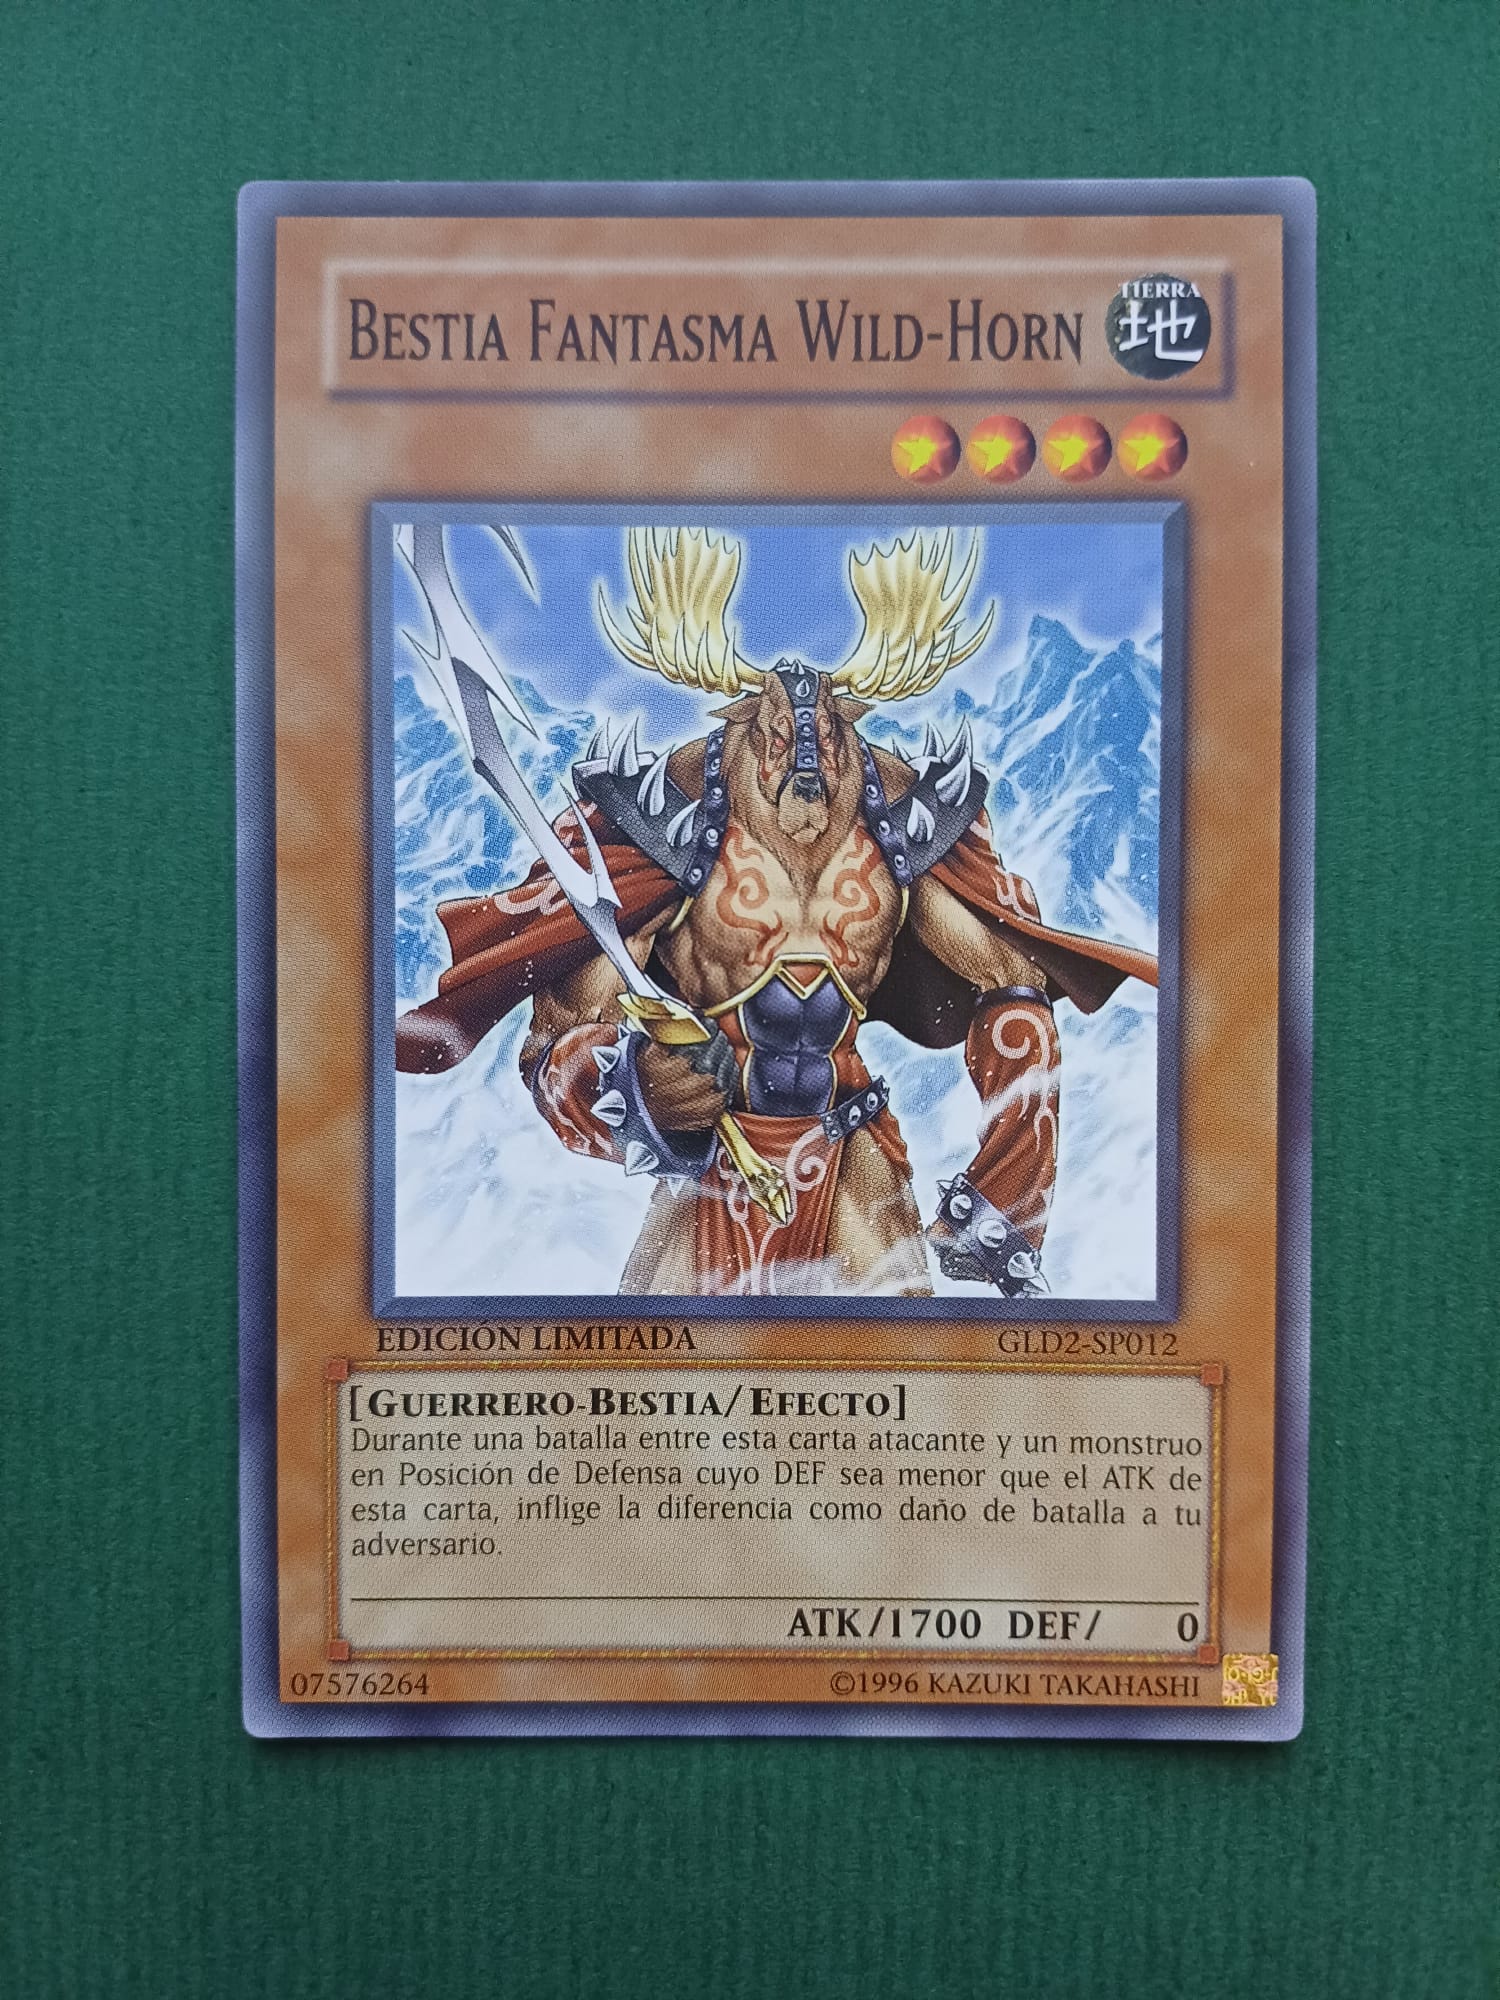 BESTIA FANTASMA WILD-HORN
TIERRA
地
EDICIÓN LIMITADA
GLD2-SP012
[GUERRERO-BESTIA/EFECTO]
Durante una batalla entre esta carta atacante y un monstruo
en Posición de Defensa cuyo DEF sea menor que el ATK de
esta carta, inflige la diferencia como daño de batalla a tu
adversario.
ATK/1700 DEF/ 0
07576264
©1996 KAZUKI TAKAHASHI